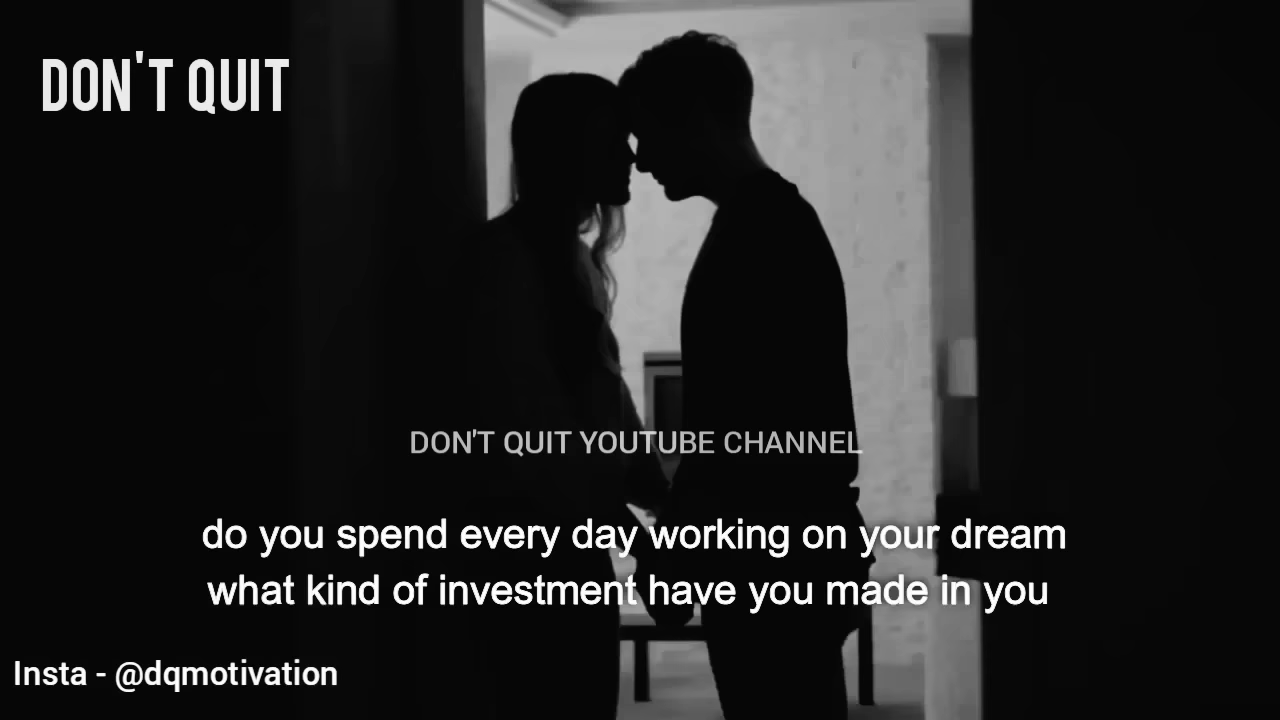 DON'T QUIT
DON'T QUIT YOUTUBE CHANNEL
do you spend every day working on your dream
what kind of investment have you made in you
Insta - @dqmotivation